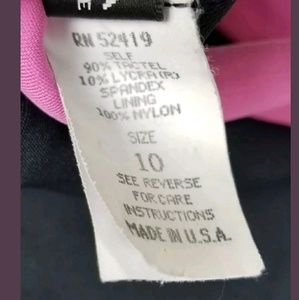 RN 52419
SELF
90% TACTEL
10% LYCRA(R)
SPANDEX
LINING
100% NYLON
SIZE
10
SEE REVERSE
FOR CARE
INSTRUCTIONS
MADE IN U.S.A.